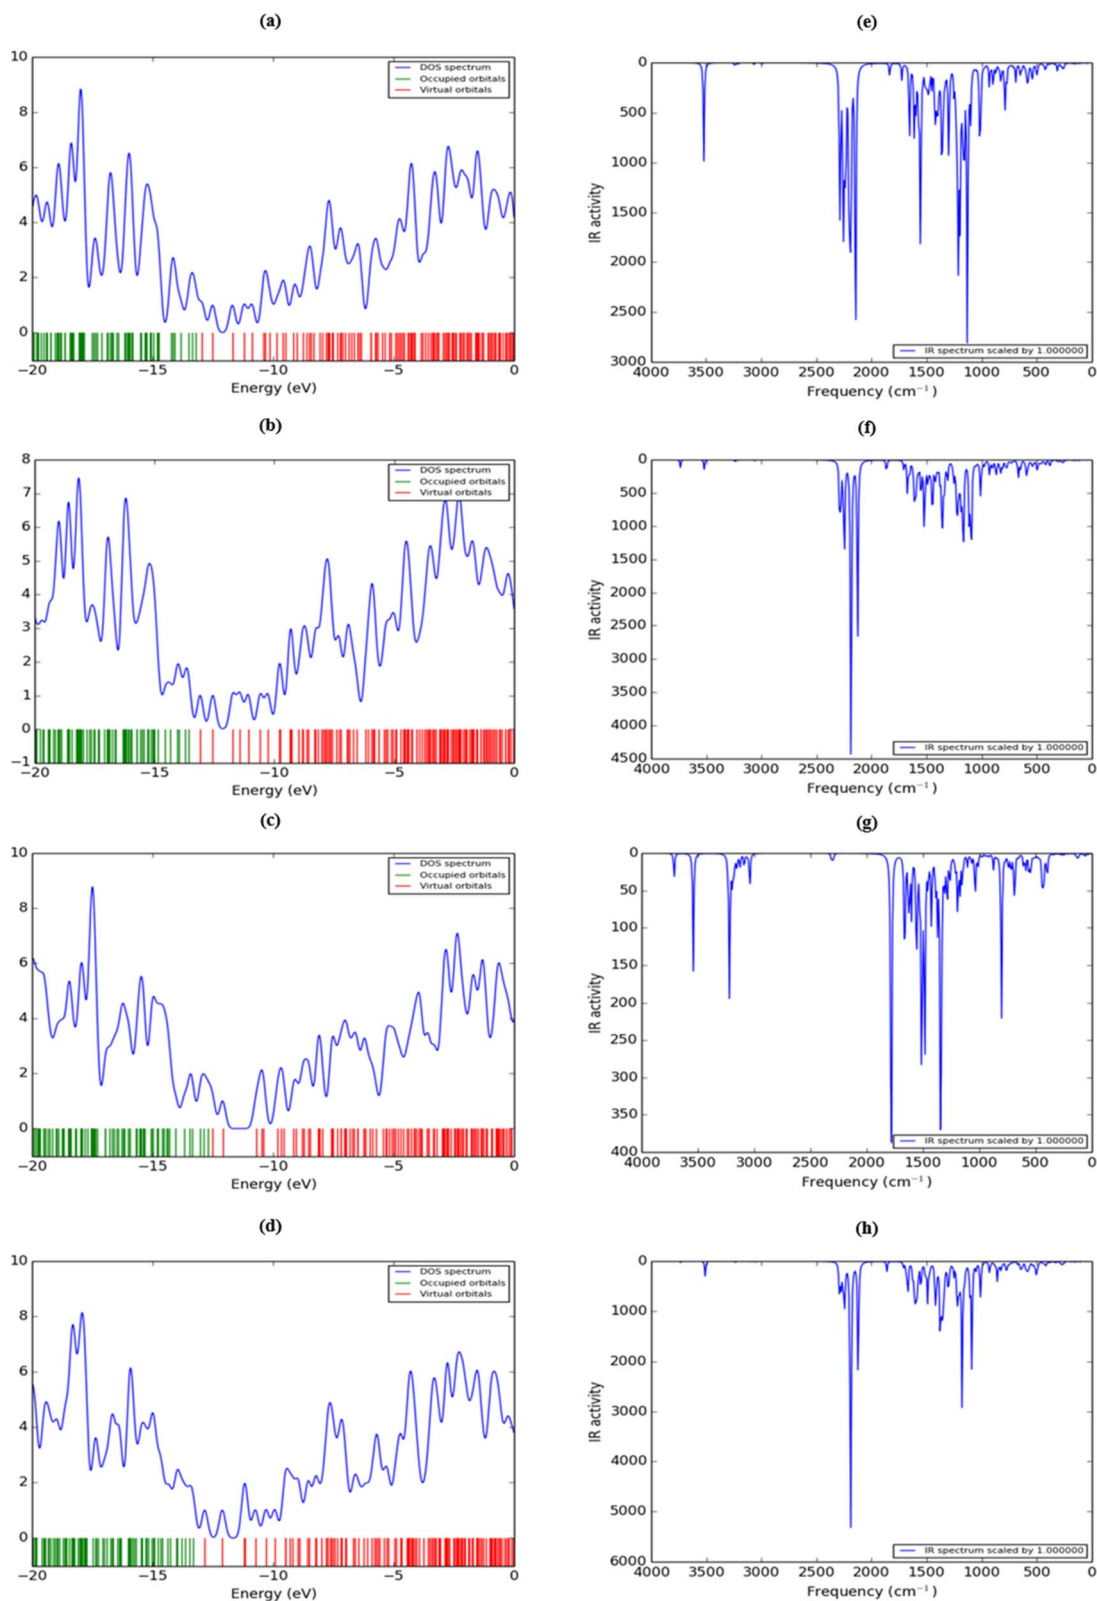 (a)
10
8
6
4
2
0
DOS spectrum
Occupied orbitals
Virtual orbitals
−20 −15 −10 −5 0
Energy (eV)
(e)
0
500
1000
1500
2000
2500
3000
IR activity
IR spectrum scaled by 1.000000
4000 3500 3000 2500 2000 1500 1000 500 0
Frequency (cm⁻¹)
(b)
8
7
6
5
4
3
2
1
0
−1
DOS spectrum
Occupied orbitals
Virtual orbitals
−20 −15 −10 −5 0
Energy (eV)
(f)
0
500
1000
1500
2000
2500
3000
3500
4000
4500
IR activity
IR spectrum scaled by 1.000000
4000 3500 3000 2500 2000 1500 1000 500 0
Frequency (cm⁻¹)
(c)
10
8
6
4
2
0
DOS spectrum
Occupied orbitals
Virtual orbitals
−20 −15 −10 −5 0
Energy (eV)
(g)
0
50
100
150
200
250
300
350
400
IR activity
IR spectrum scaled by 1.000000
4000 3500 3000 2500 2000 1500 1000 500 0
Frequency (cm⁻¹)
(d)
10
8
6
4
2
0
DOS spectrum
Occupied orbitals
Virtual orbitals
−20 −15 −10 −5 0
Energy (eV)
(h)
0
1000
2000
3000
4000
5000
6000
IR activity
IR spectrum scaled by 1.000000
4000 3500 3000 2500 2000 1500 1000 500 0
Frequency (cm⁻¹)